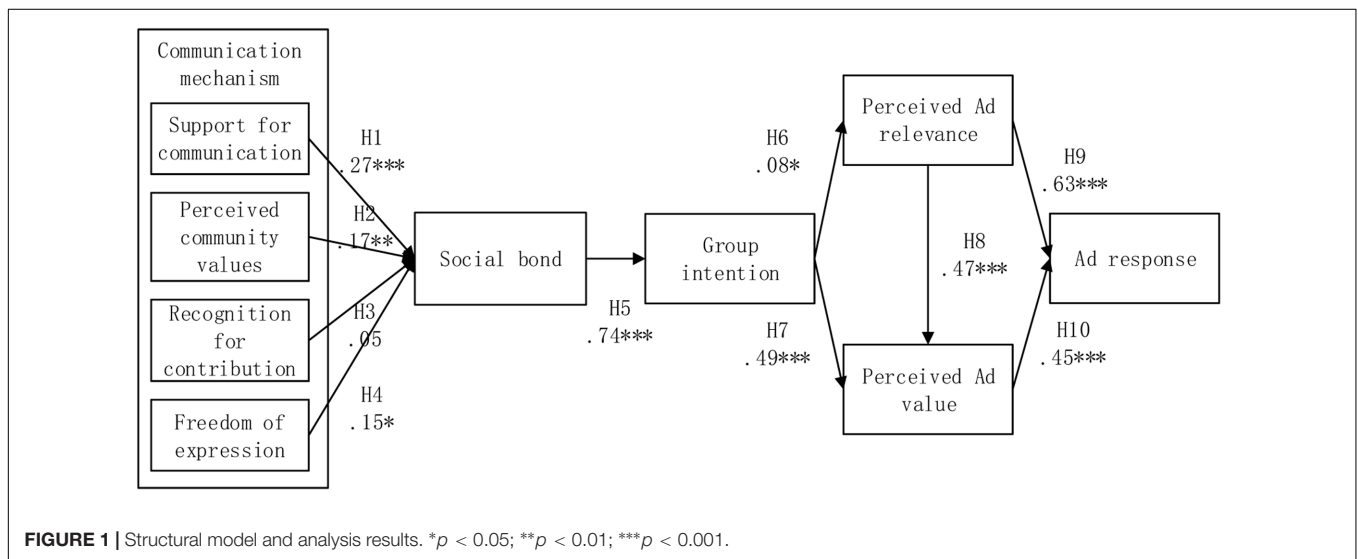 Communication
mechanism
Support for
communication
Perceived
community
values
Recognition
for
contribution
Freedom of
expression
H1
.27***
H2
.17**
H3
.05
H4
.15*
Social bond
H5
.74***
Group
intention
H6
.08*
H7
.49***
Perceived Ad
relevance
H8
.47***
Perceived Ad
value
H9
.63***
H10
.45***
Ad response
FIGURE 1 | Structural model and analysis results. *p < 0.05; **p < 0.01; ***p < 0.001.